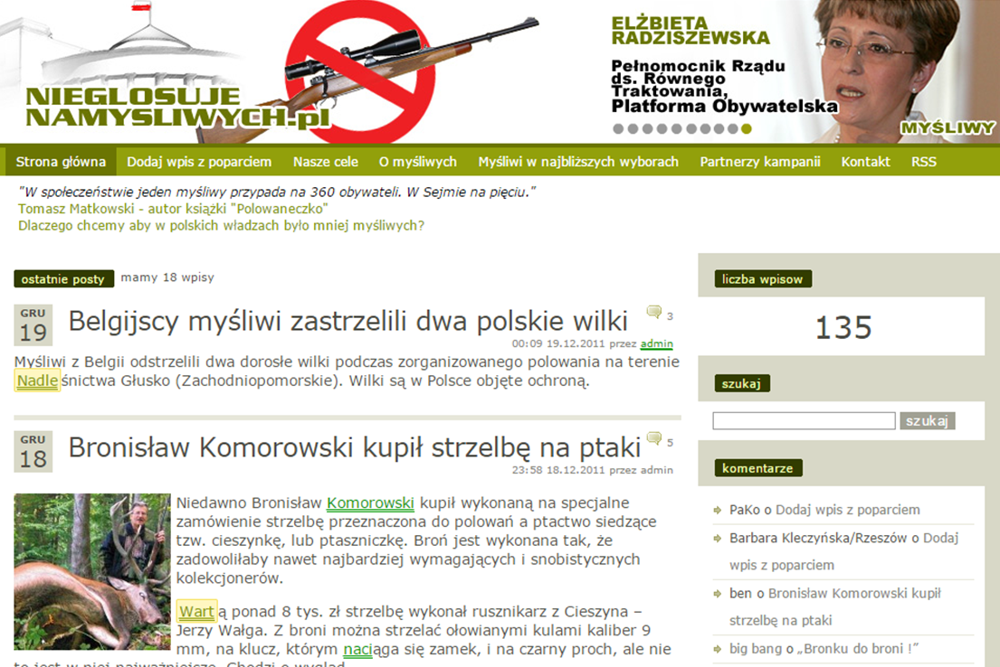 NIEGLOSUJE
NAMYSLIWYCH.pl
ELŻBIETA
RADZISZEWSKA
Pełnomocnik Rządu
ds. Równego
Traktowania,
Platforma Obywatelska
MYŚLIWY
Strona główna Dodaj wpis z poparciem Nasze cele O myśliwych Myśliwi w najbliższych wyborach Partnerzy kampanii Kontakt RSS
"W społeczeństwie jeden myśliwy przypada na 360 obywateli. W Sejmie na pięciu."
Tomasz Matkowski - autor książki "Polowaneczko"
Dlaczego chcemy aby w polskich władzach było mniej myśliwych?
ostatnie posty mamy 18 wpisy
GRU
19
Belgijscy myśliwi zastrzelili dwa polskie wilki
3
00:09 19.12.2011 przez admin
Myśliwi z Belgii odstrzelili dwa dorosłe wilki podczas zorganizowanego polowania na terenie
Nadleśnictwa Głusko (Zachodniopomorskie). Wilki są w Polsce objęte ochroną.
GRU
18
Bronisław Komorowski kupił strzelbę na ptaki
5
23:58 18.12.2011 przez admin
Niedawno Bronisław Komorowski kupił wykonaną na specjalne
zamówienie strzelbę przeznaczona do polowań a ptactwo siedzące
tzw. cieszynkę, lub ptaszniczkę. Broń jest wykonana tak, że
zadowoliłaby nawet najbardziej wymagających i snobistycznych
kolekcjonerów.
Wartą ponad 8 tys. zł strzelbę wykonał rusznikarz z Cieszyna –
Jerzy Wałga. Z broni można strzelać ołowianymi kulami kaliber 9
mm, na klucz, którym naciąga się zamek, i na czarny proch, ale nie
to jest w niej najważniejsze. Chodzi o wygląd
liczba wpisow
135
szukaj
szukaj
komentarze
PaKo o Dodaj wpis z poparciem
Barbara Kleczyńska/Rzeszów o Dodaj
wpis z poparciem
ben o Bronisław Komorowski kupił
strzelbę na ptaki
big bang o „Bronku do broni !”